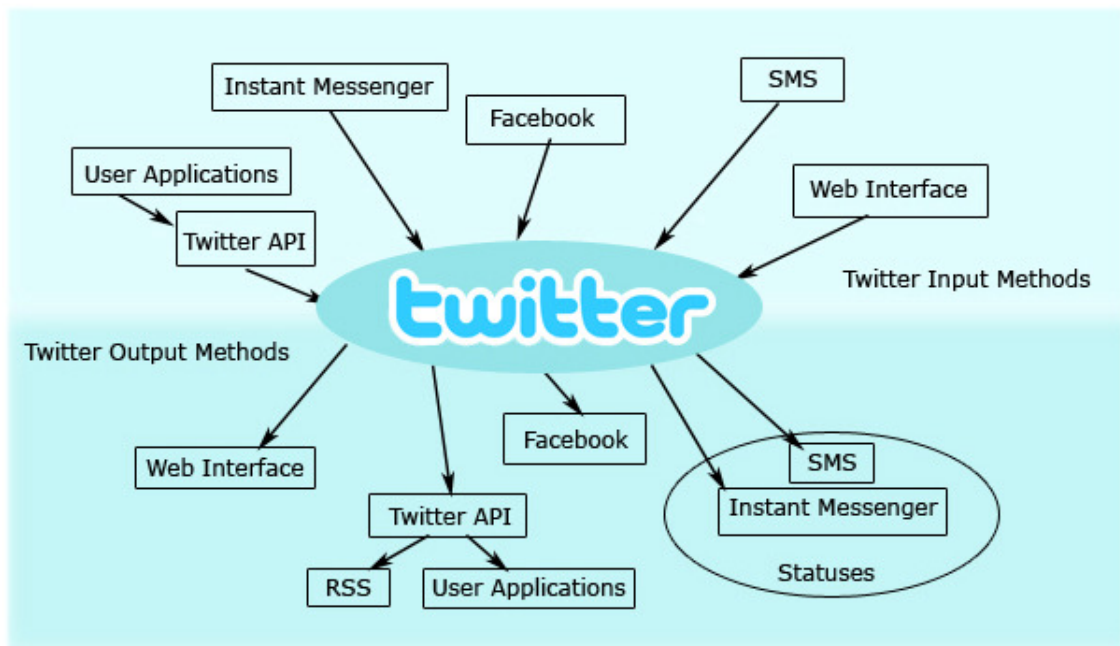 Instant Messenger
SMS
Facebook
User Applications
Web Interface
Twitter API
Twitter Input Methods
twitter
Twitter Output Methods
Facebook
Web Interface
SMS
Instant Messenger
Twitter API
Statuses
RSS
User Applications